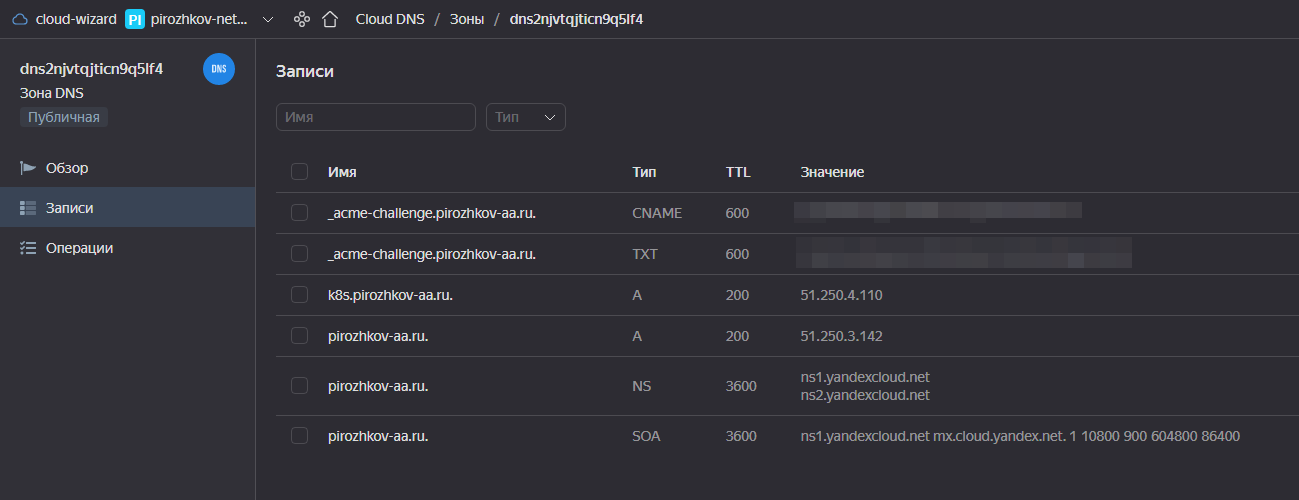 cloud-wizard PI pirozhkov-net... Cloud DNS / Зоны / dns2njvtqjticn9q5lf4
dns2njvtqjticn9q5lf4 DNS
Зона DNS
Публичная
Обзор
Записи
Операции
Записи
Имя Тип
Имя Тип TTL Значение
_acme-challenge.pirozhkov-aa.ru. CNAME 600
_acme-challenge.pirozhkov-aa.ru. TXT 600
k8s.pirozhkov-aa.ru. A 200 51.250.4.110
pirozhkov-aa.ru. A 200 51.250.3.142
pirozhkov-aa.ru. NS 3600 ns1.yandexcloud.net
ns2.yandexcloud.net
pirozhkov-aa.ru. SOA 3600 ns1.yandexcloud.net mx.cloud.yandex.net. 1 10800 900 604800 86400